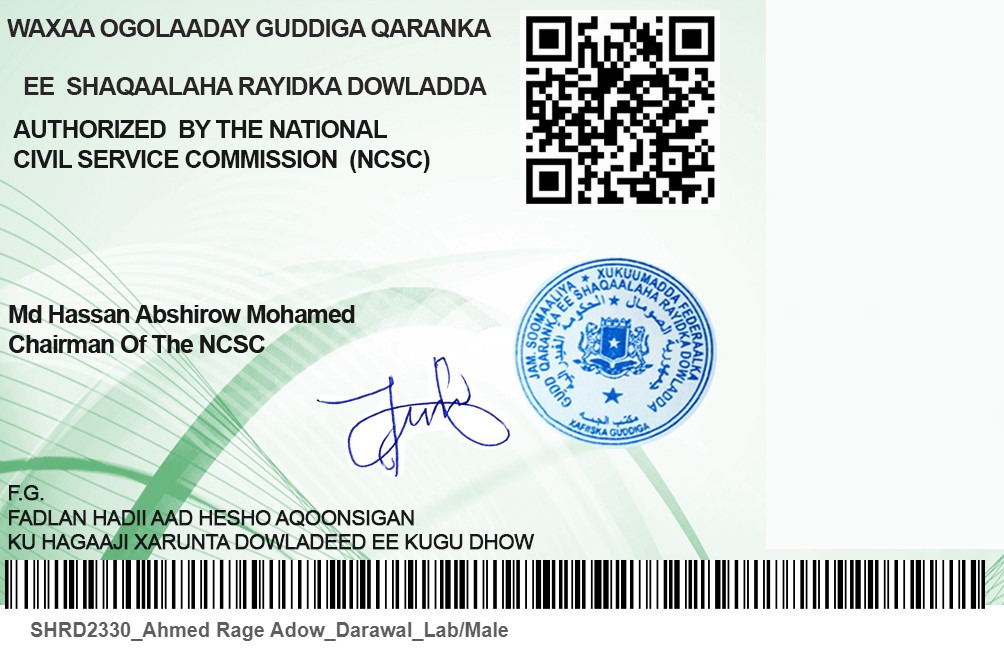 WAXAA OGOLAADAY GUDDIGA QARANKA
EE SHAQAALAHA RAYIDKA DOWLADDA
AUTHORIZED BY THE NATIONAL
CIVIL SERVICE COMMISSION (NCSC)
JAM. SOOMAALIYA ★ XUKUUMADDA FEDERAALKA
GUDD QARANKA EE SHAQAALAHA RAYIDKA DOWLADDA
مكتب
XAFIISKA GUDDIGA
Md Hassan Abshirow Mohamed
Chairman Of The NCSC
F.G.
FADLAN HADII AAD HESHO AQOONSIGAN
KU HAGAAJI XARUNTA DOWLADEED EE KUGU DHOW
SHRD2330_Ahmed Rage Adow_Darawal_Lab/Male